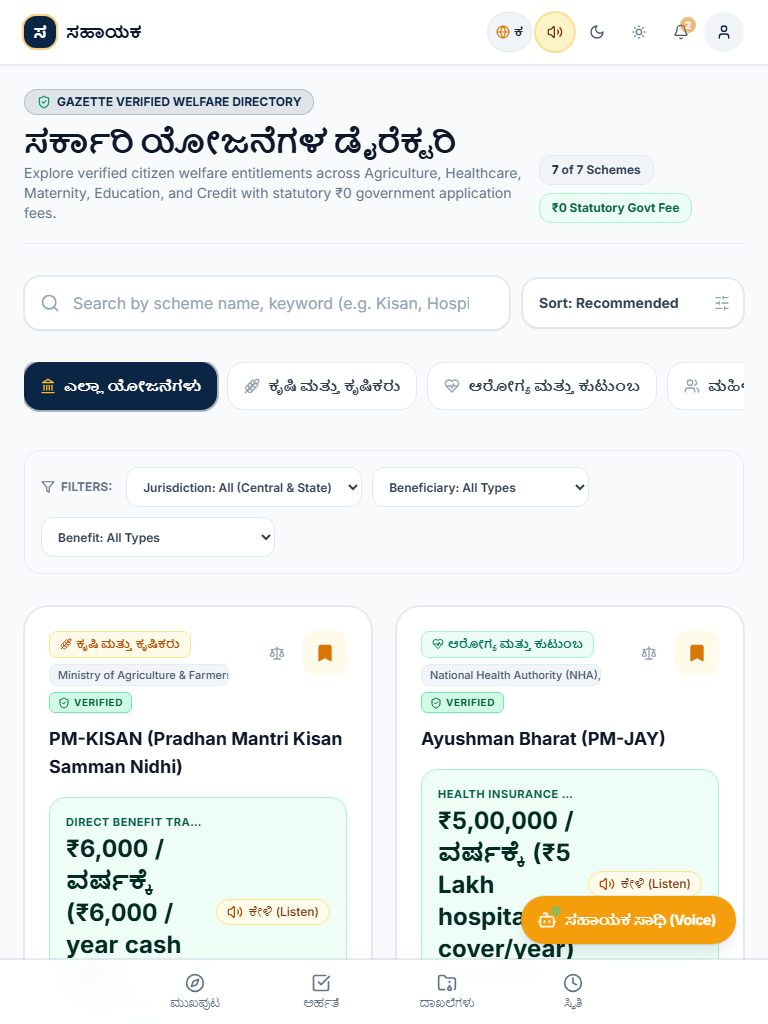 ಸ ಸಹಾಯಕ
ಕ
2
GAZETTE VERIFIED WELFARE DIRECTORY
ಸರ್ಕಾರಿ ಯೋಜನೆಗಳ ಡೈರೆಕ್ಟರಿ
Explore verified citizen welfare entitlements across Agriculture, Healthcare,
Maternity, Education, and Credit with statutory ₹0 government application
fees.
7 of 7 Schemes
₹0 Statutory Govt Fee
Search by scheme name, keyword (e.g. Kisan, Hospi
Sort: Recommended
ಎಲ್ಲಾ ಯೋಜನೆಗಳು
ಕೃಷಿ ಮತ್ತು ಕೃಷಿಕರು
ಆರೋಗ್ಯ ಮತ್ತು ಕುಟುಂಬ
FILTERS:
Jurisdiction: All (Central & State)
Beneficiary: All Types
Benefit: All Types
ಕೃಷಿ ಮತ್ತು ಕೃಷಿಕರು
Ministry of Agriculture & Farmers
VERIFIED
PM-KISAN (Pradhan Mantri Kisan
Samman Nidhi)
DIRECT BENEFIT TRA...
₹6,000 /
ವರ್ಷಕ್ಕೆ
(₹6,000 /
year cash
ಕೇಳಿ (Listen)
ಆರೋಗ್ಯ ಮತ್ತು ಕುಟುಂಬ
National Health Authority (NHA),
VERIFIED
Ayushman Bharat (PM-JAY)
HEALTH INSURANCE ...
₹5,00,000 /
ವರ್ಷಕ್ಕೆ (₹5
Lakh
hospita
cover/year)
ಕೇಳಿ (Listen)
ಸಹಾಯಕ ಸಾಥಿ (Voice)
ಮುಖಪುಟ
ಅರ್ಹತೆ
ದಾಖಲೆಗಳು
ಸ್ಥಿತಿ